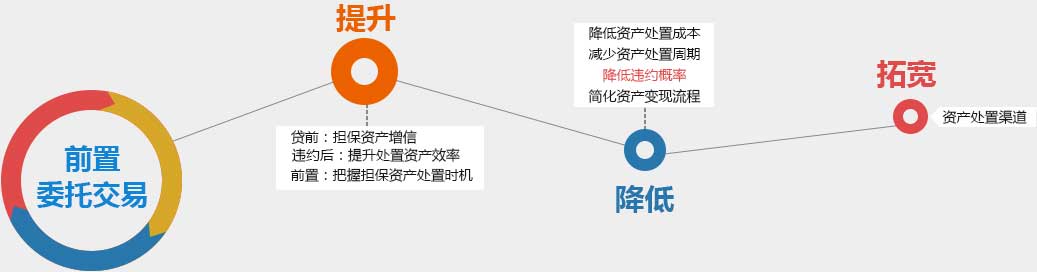 前置
委托交易
提升
贷前：担保资产增信
违约后：提升处置资产效率
前置：把握担保资产处置时机
降低资产处置成本
减少资产处置周期
降低违约概率
简化资产变现流程
降低
拓宽
资产处置渠道